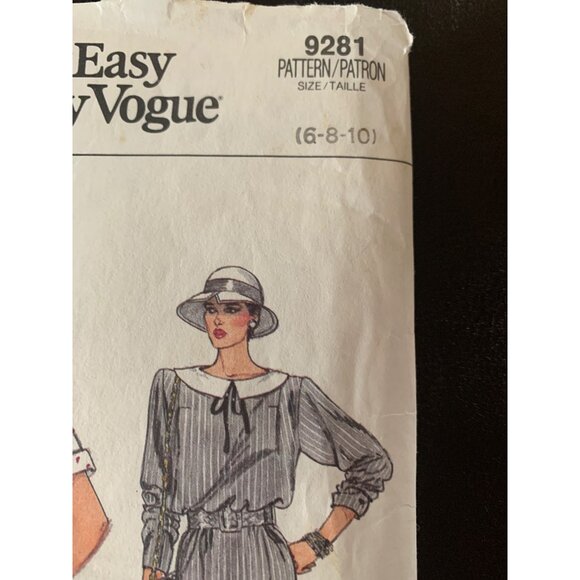 Easy
9281
y Vogue®
PATTERN/PATRON
SIZE/TAILLE
(6-8-10)